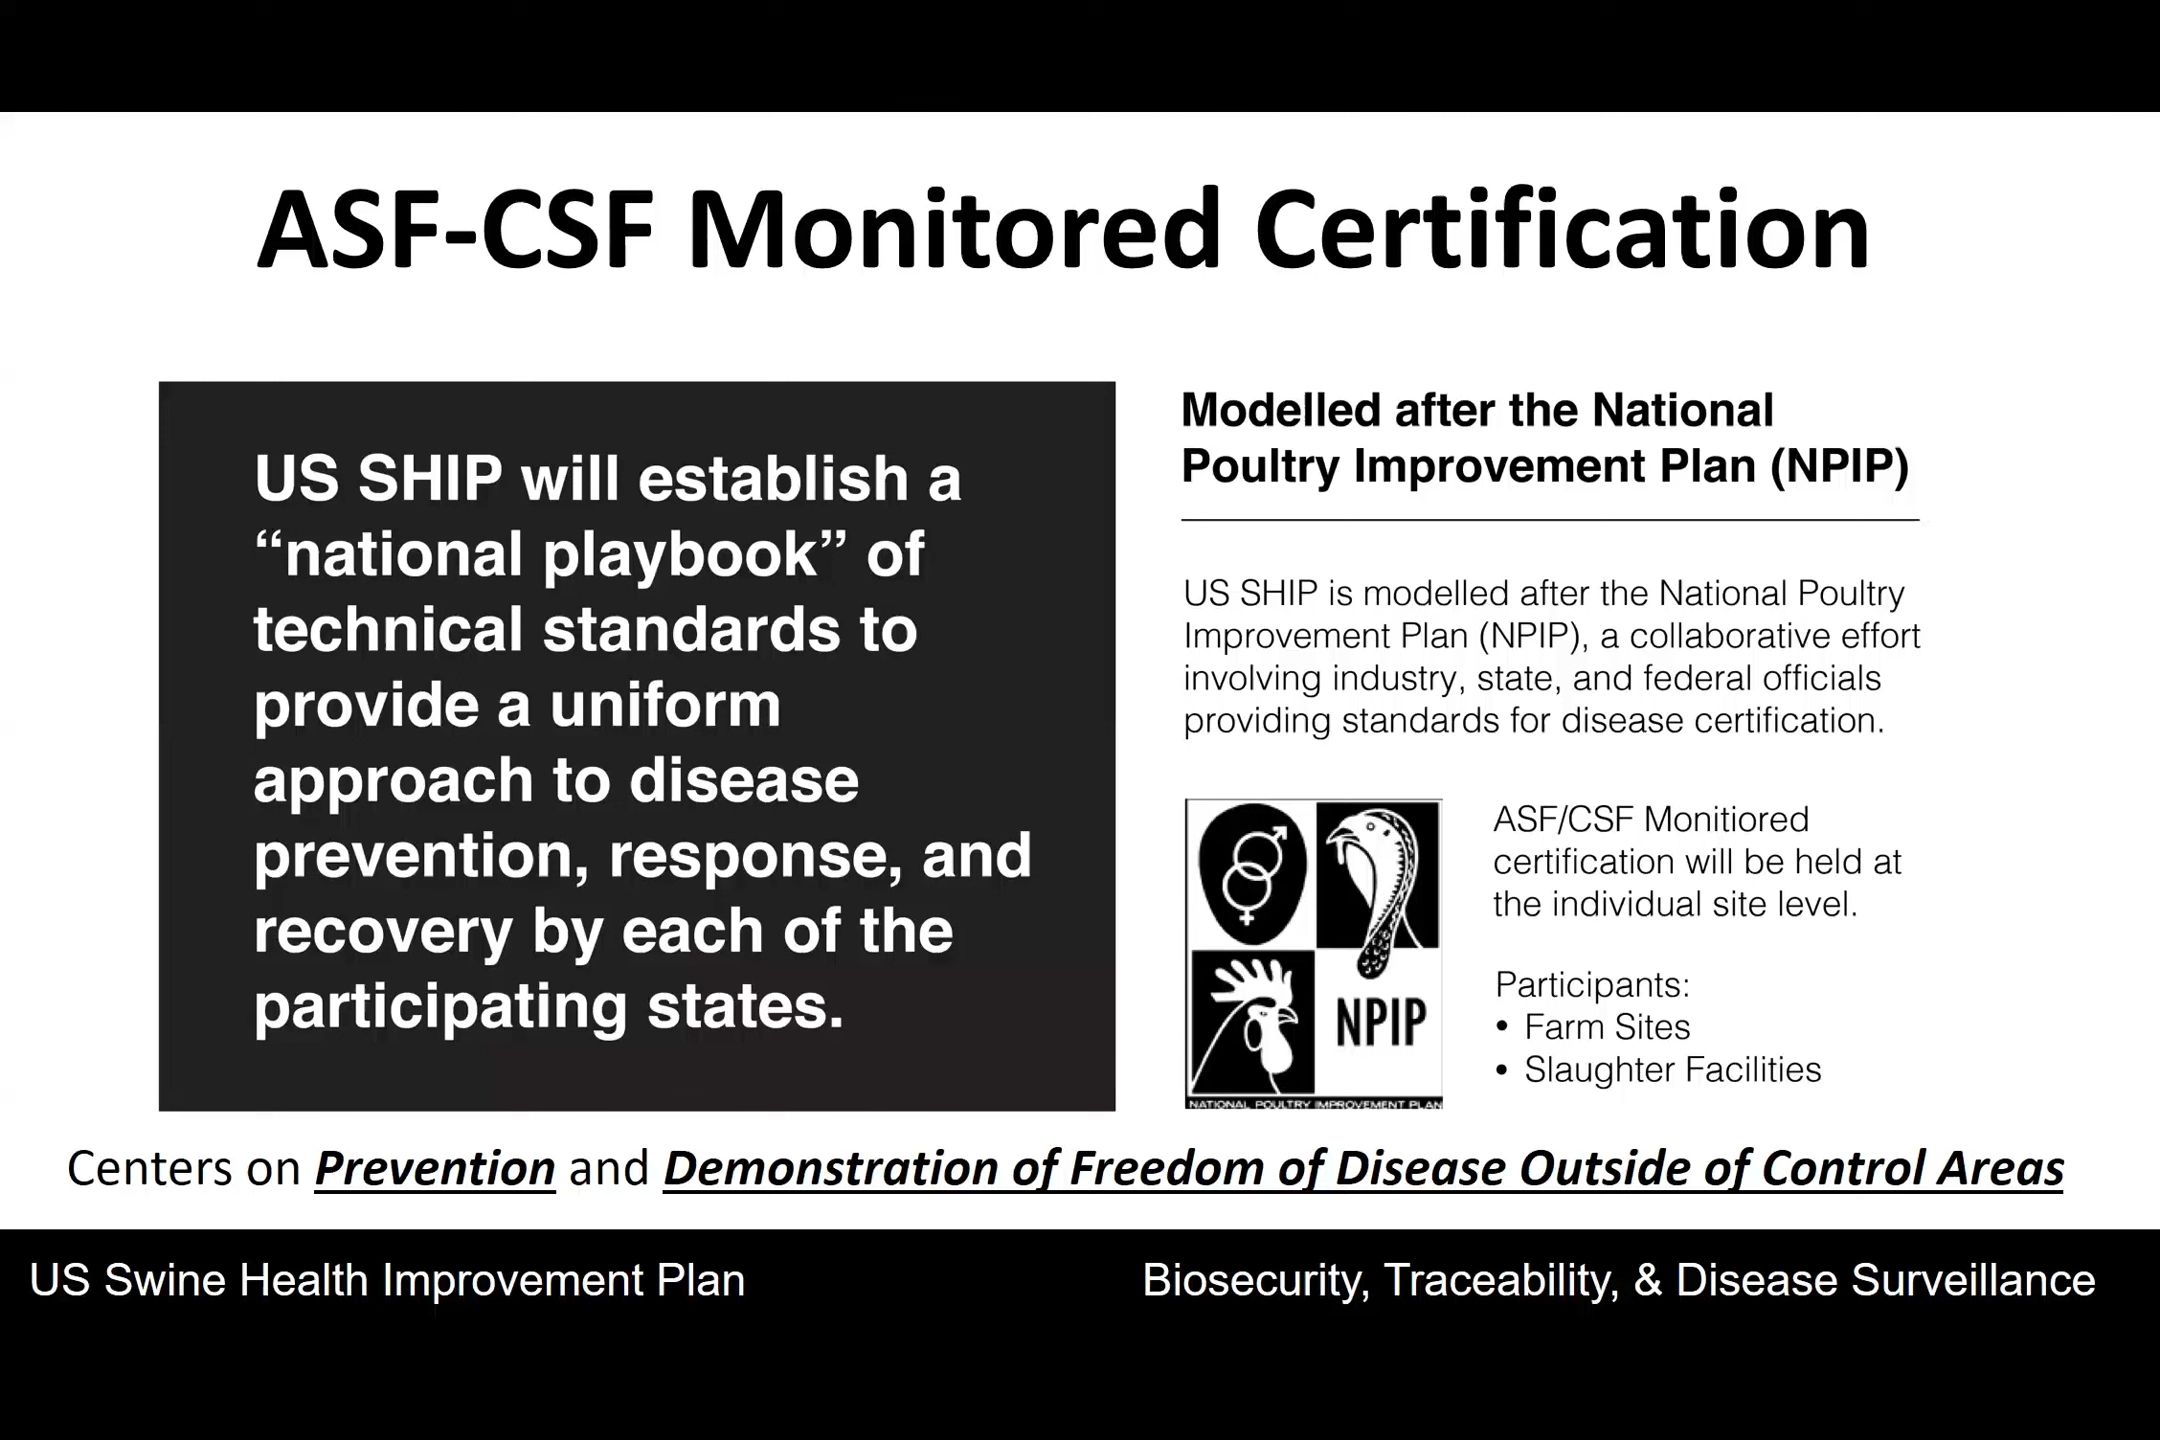 ASF-CSF Monitored Certification
US SHIP will establish a
“national playbook” of
technical standards to
provide a uniform
approach to disease
prevention, response, and
recovery by each of the
participating states.
Modelled after the National
Poultry Improvement Plan (NPIP)
US SHIP is modelled after the National Poultry
Improvement Plan (NPIP), a collaborative effort
involving industry, state, and federal officials
providing standards for disease certification.
NPIP
NATIONAL POULTRY IMPROVEMENT PLAN
ASF/CSF Monitiored
certification will be held at
the individual site level.
Participants:
• Farm Sites
• Slaughter Facilities
Centers on Prevention and Demonstration of Freedom of Disease Outside of Control Areas
US Swine Health Improvement Plan
Biosecurity, Traceability, & Disease Surveillance